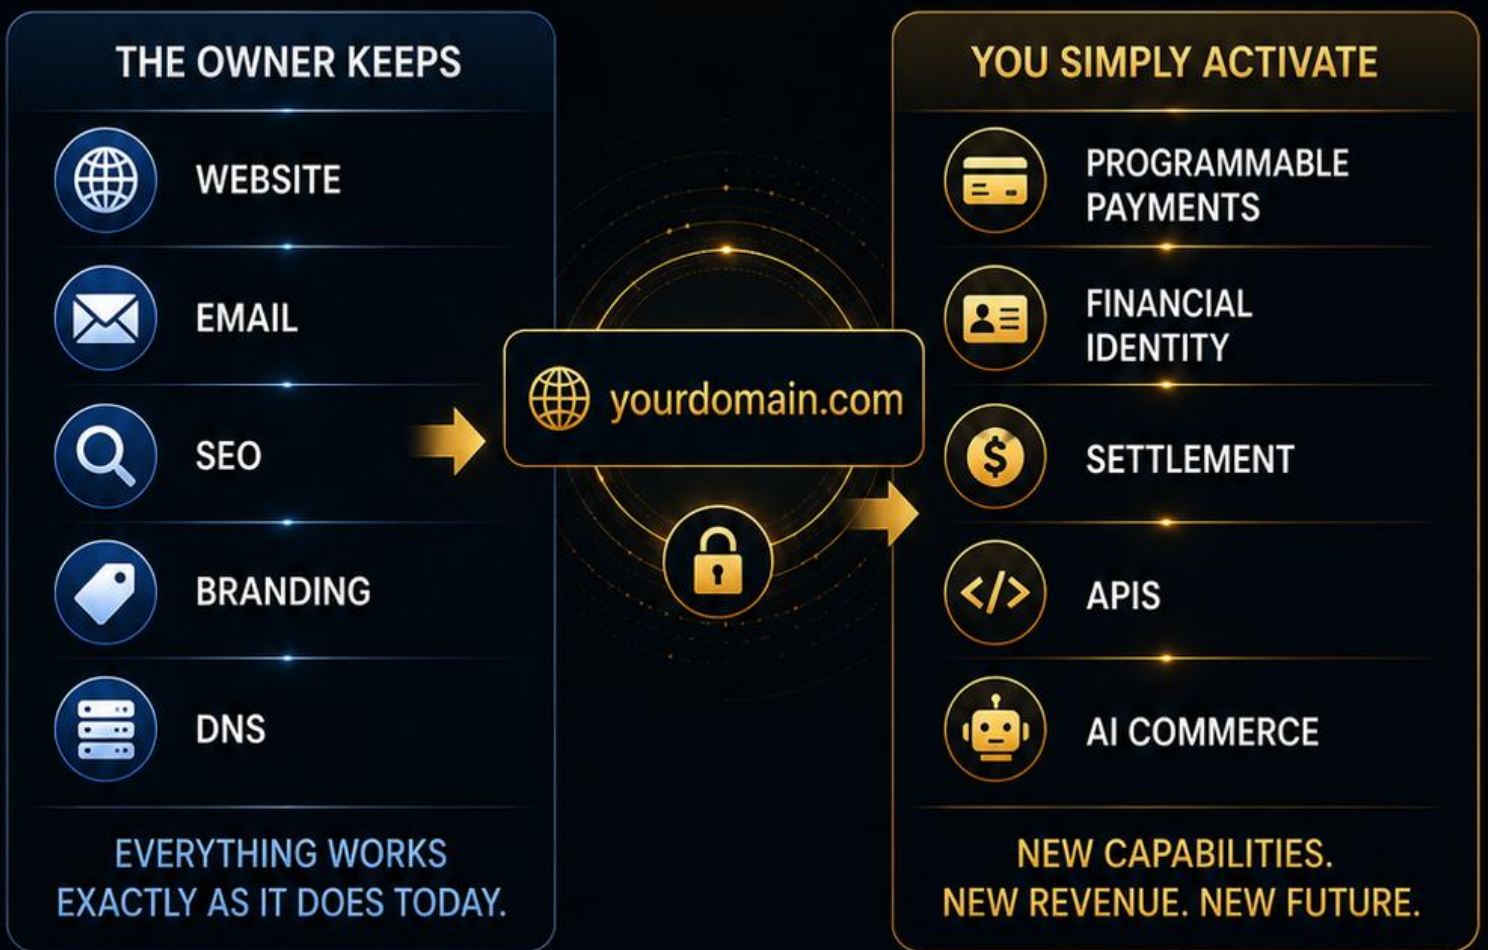 THE OWNER KEEPS
WEBSITE
EMAIL
SEO
BRANDING
DNS
EVERYTHING WORKS
EXACTLY AS IT DOES TODAY.
yourdomain.com
YOU SIMPLY ACTIVATE
PROGRAMMABLE
PAYMENTS
FINANCIAL
IDENTITY
$
SETTLEMENT
</>
APIS
AI COMMERCE
NEW CAPABILITIES.
NEW REVENUE. NEW FUTURE.